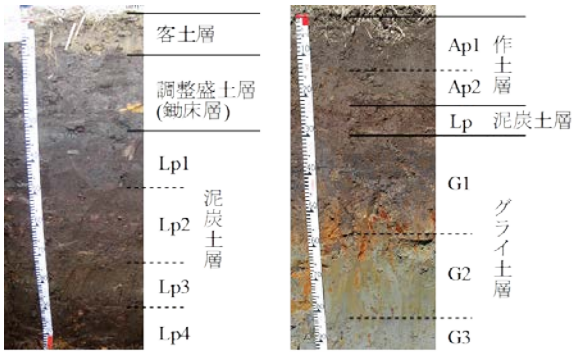 客土層
調整盛土層
(鋤床層)
Lp1
Lp2
Lp3
Lp4
泥炭土層
Ap1
Ap2
作土層
Lp 泥炭土層
G1
G2
G3
グライ土層